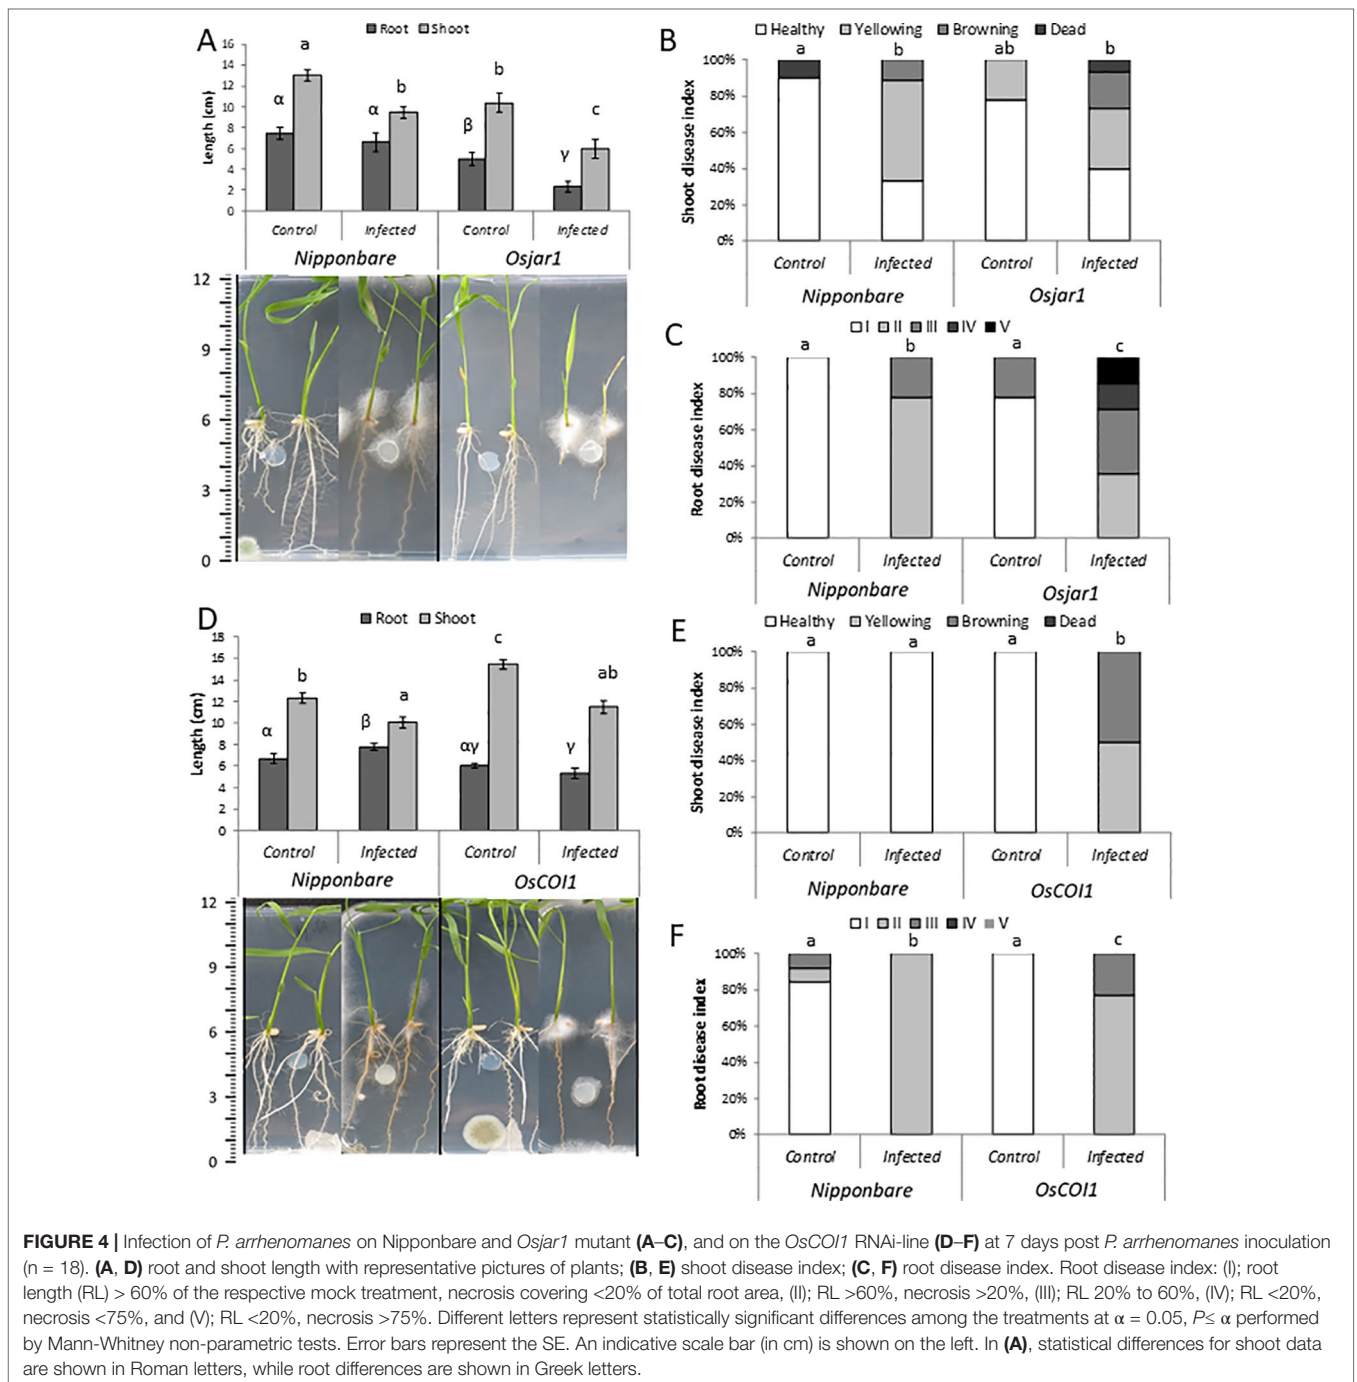 A
Root Shoot
Length (cm)
16
14
12
10
8
6
4
2
0
α a α b β b γ c
Control Infected Control Infected
Nipponbare Osjar1
12
9
6
3
0
B
Healthy Yellowing Browning Dead
Shoot disease index
100%
80%
60%
40%
20%
0%
a b ab b
Control Infected Control Infected
Nipponbare Osjar1
C
I II III IV V
Root disease index
100%
80%
60%
40%
20%
0%
a b a c
Control Infected Control Infected
Nipponbare Osjar1
D
Root Shoot
Length (cm)
18
16
14
12
10
8
6
4
2
0
α b β a αγ c γ ab
Control Infected Control Infected
Nipponbare OsCOI1
12
9
6
3
0
E
Healthy Yellowing Browning Dead
Shoot disease index
100%
80%
60%
40%
20%
0%
a a a b
Control Infected Control Infected
Nipponbare OsCOI1
F
I II III IV V
Root disease index
100%
80%
60%
40%
20%
0%
a b a c
Control Infected Control Infected
Nipponbare OsCOI1
FIGURE 4 | Infection of P. arrhenomanes on Nipponbare and Osjar1 mutant (A–C), and on the OsCOI1 RNAi-line (D–F) at 7 days post P. arrhenomanes inoculation
(n = 18). (A, D) root and shoot length with representative pictures of plants; (B, E) shoot disease index; (C, F) root disease index. Root disease index: (I); root
length (RL) > 60% of the respective mock treatment, necrosis covering <20% of total root area, (II); RL >60%, necrosis >20%, (III); RL 20% to 60%, (IV); RL <20%,
necrosis <75%, and (V); RL <20%, necrosis >75%. Different letters represent statistically significant differences among the treatments at α = 0.05, P≤ α performed
by Mann-Whitney non-parametric tests. Error bars represent the SE. An indicative scale bar (in cm) is shown on the left. In (A), statistical differences for shoot data
are shown in Roman letters, while root differences are shown in Greek letters.